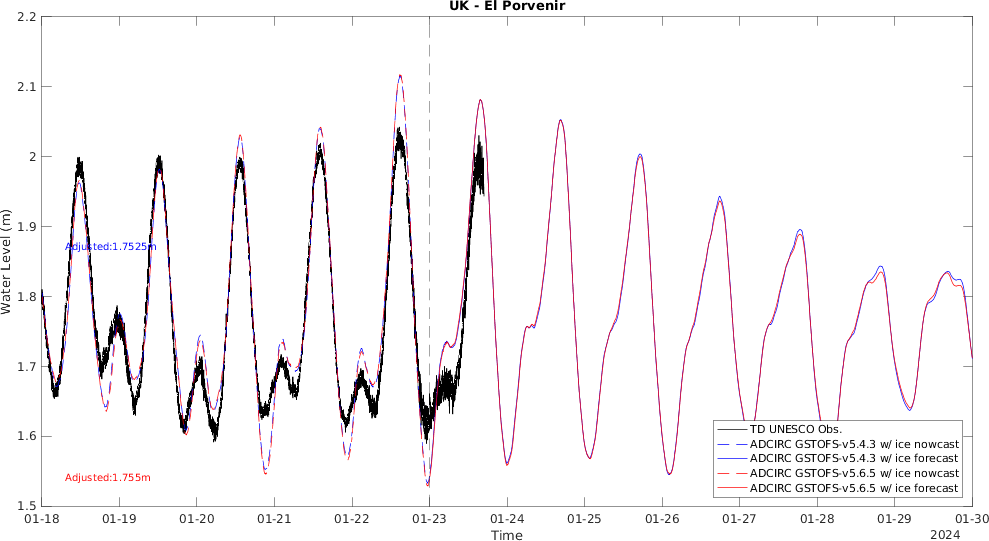 UK - El Porvenir
2.2
2.1
2
1.9
1.8
1.7
1.6
1.5
Water Level (m)
Adjusted:1.7525m
Adjusted:1.755m
TD UNESCO Obs.
ADCIRC GSTOFS-v5.4.3 w/ ice nowcast
ADCIRC GSTOFS-v5.4.3 w/ ice forecast
ADCIRC GSTOFS-v5.6.5 w/ ice nowcast
ADCIRC GSTOFS-v5.6.5 w/ ice forecast
01-18 01-19 01-20 01-21 01-22 01-23 01-24 01-25 01-26 01-27 01-28 01-29 01-30
Time
2024